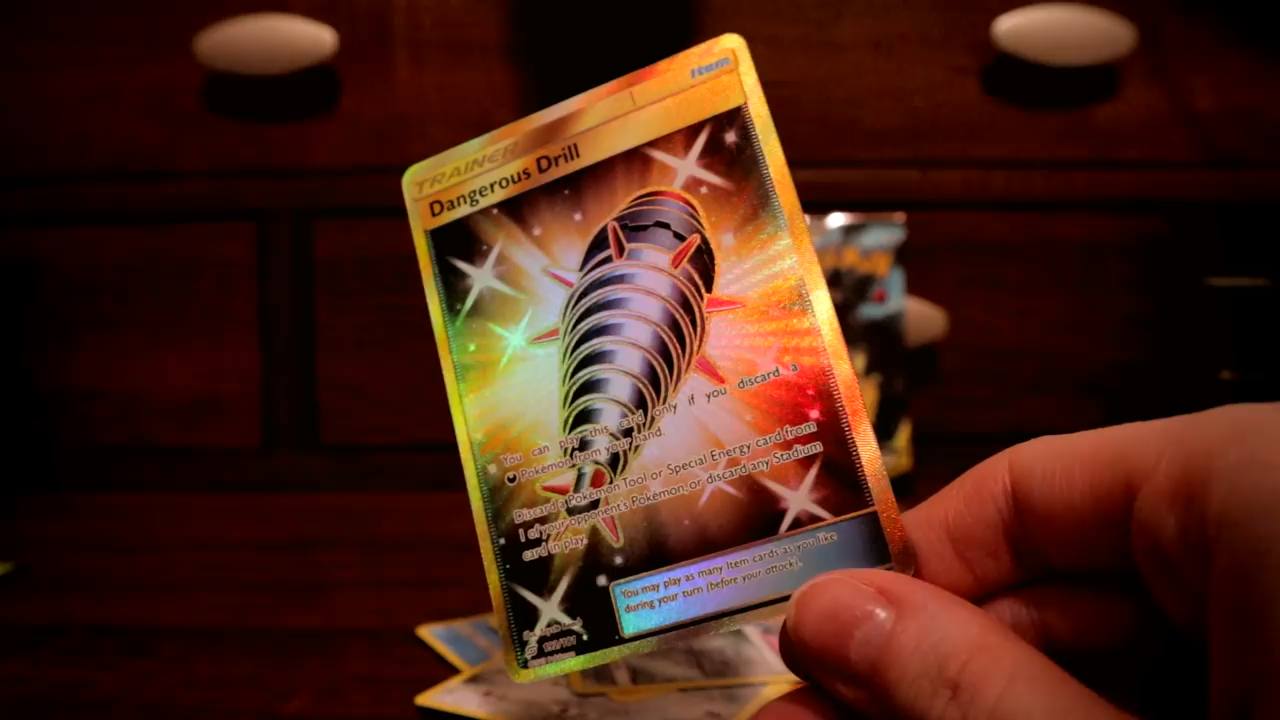 Item
TRAINER
Dangerous Drill
You can play this card only if you discard a
Pokémon from your hand.
Discard a Pokémon Tool or Special Energy card from
1 of your opponent's Pokémon, or discard any Stadium
card in play.
You may play as many Item cards as you like
during your turn (before your attack).